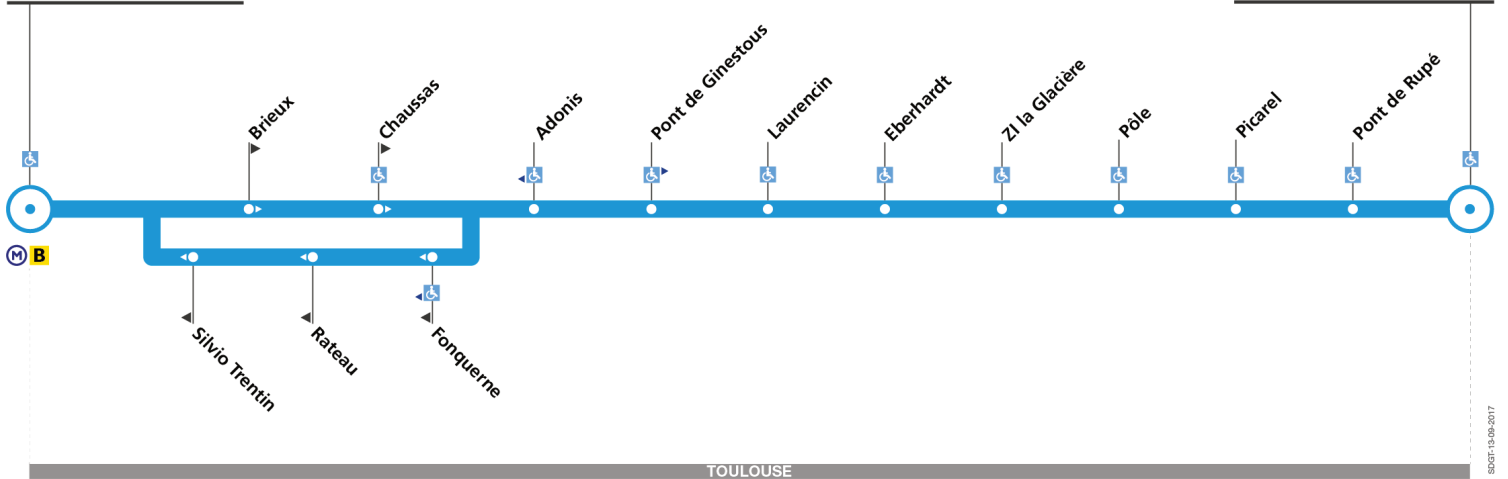 Brieux
Chaussas
Adonis
Pont de Ginestous
Laurencin
Eberhardt
ZI la Glacière
Pôle
Picarel
Pont de Rupé
M B
Silvio Trentin
Rateau
Fonquerne
TOULOUSE
SDGT-13-09-2017